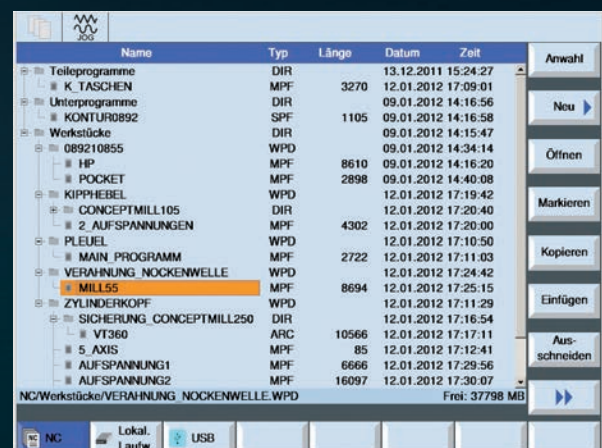 JOG
Name Typ Länge Datum Zeit
Teileprogramme DIR 13.12.2011 15:24:27
K_TASCHEN MPF 3270 12.01.2012 17:09:01
Unterprogramme DIR 09.01.2012 14:16:56
KONTUR0892 SPF 1105 09.01.2012 14:16:58
Werkstücke DIR 09.01.2012 14:15:47
089210855 WPD 09.01.2012 14:34:14
HP MPF 8610 09.01.2012 14:16:20
POCKET MPF 2898 09.01.2012 14:40:08
KIPPHEBEL WPD 12.01.2012 17:19:42
CONCEPTMILL105 DIR 12.01.2012 17:20:40
2_AUFSPANNUNGEN MPF 4302 12.01.2012 17:20:00
PLEUEL WPD 12.01.2012 17:10:50
MAIN_PROGRAMM MPF 2722 12.01.2012 17:11:03
VERAHNUNG_NOCKENWELLE WPD 12.01.2012 17:24:42
MILL55 MPF 8694 12.01.2012 17:25:15
ZYLINDERKOPF WPD 12.01.2012 17:11:29
SICHERUNG_CONCEPTMILL250 DIR 12.01.2012 17:16:54
VT360 ARC 10566 12.01.2012 17:17:11
5_AXIS MPF 85 12.01.2012 17:12:41
AUFSPANNUNG1 MPF 6666 12.01.2012 17:29:56
AUFSPANNUNG2 MPF 16097 12.01.2012 17:30:07
NC/Werkstücke/VERAHNUNG_NOCKENWELLE.WPD Frei: 37798 MB
Anwahl
Neu
Öffnen
Markieren
Kopieren
Einfügen
Aus-
schneiden
NC
Lokal.
Laufw.
USB